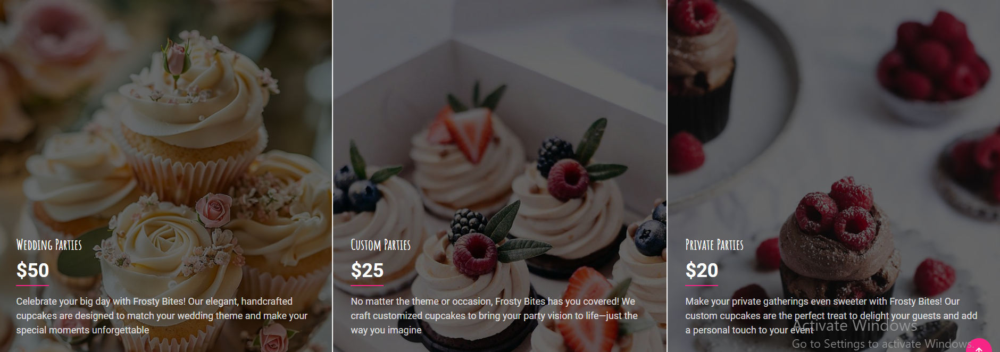 Wedding Parties
$50
Celebrate your big day with Frosty Bites! Our elegant, handcrafted
cupcakes are designed to match your wedding theme and make your
special moments unforgettable
Custom Parties
$25
No matter the theme or occasion, Frosty Bites has you covered! We
craft customized cupcakes to bring your party vision to life—just the
way you imagine
Private Parties
$20
Make your private gatherings even sweeter with Frosty Bites! Our
custom cupcakes are the perfect treat to delight your guests and add
a personal touch to your event
Activate Windows
Go to Settings to activate Windows.